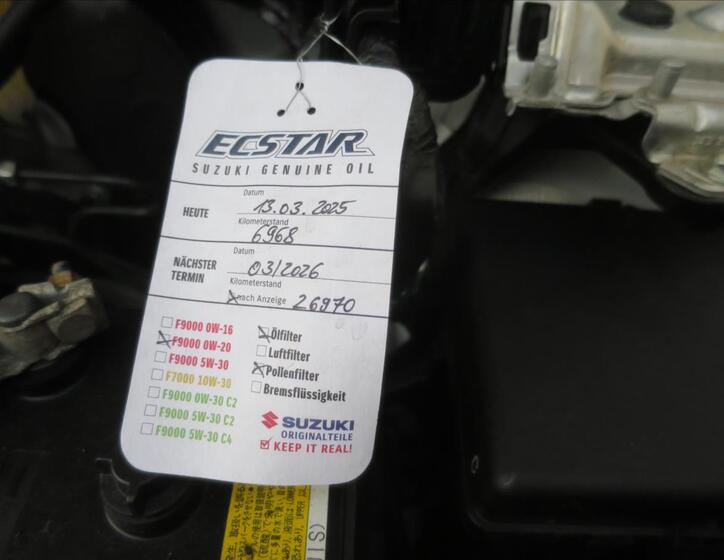 ECSTAR
SUZUKI GENUINE OIL
Datum
HEUTE 13.03.2025
Kilometerstand
6968
Datum
NÄCHSTER TERMIN 03/2026
Kilometerstand
nach Anzeige 26970
F9000 0W-16
F9000 0W-20
F9000 5W-30
F7000 10W-30
F9000 0W-30 C2
F9000 5W-30 C2
F9000 5W-30 C4
Ölfilter
Luftfilter
Pollenfilter
Bremsflüssigkeit
SUZUKI
ORIGINALTEILE
KEEP IT REAL!